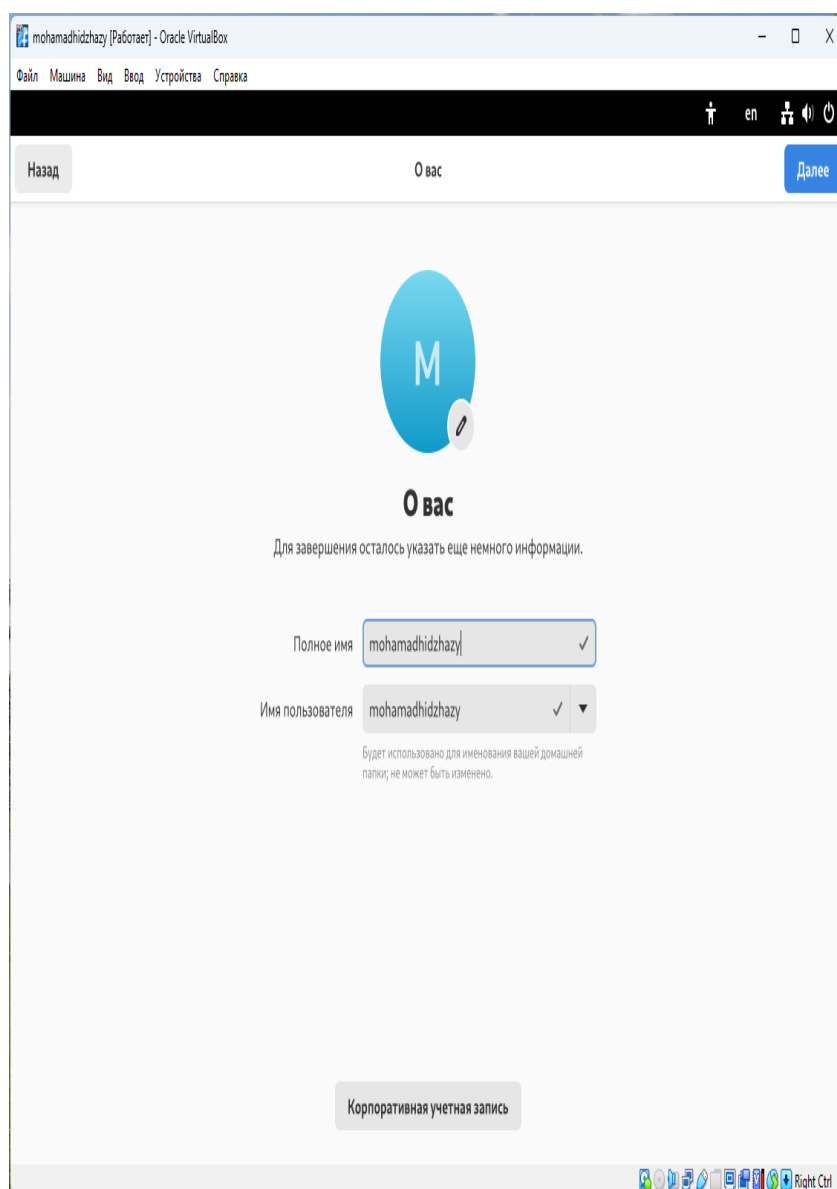 mohamadhidzhazy [Работает] - Oracle VirtualBox
Файл Машина Вид Ввод Устройства Справка
en
Назад О вас Далее
M
О вас
Для завершения осталось указать еще немного информации.
Полное имя mohamadhidzhazy
Имя пользователя mohamadhidzhazy
Будет использовано для именования вашей домашней
папки; не может быть изменено.
Корпоративная учетная запись
Right Ctrl